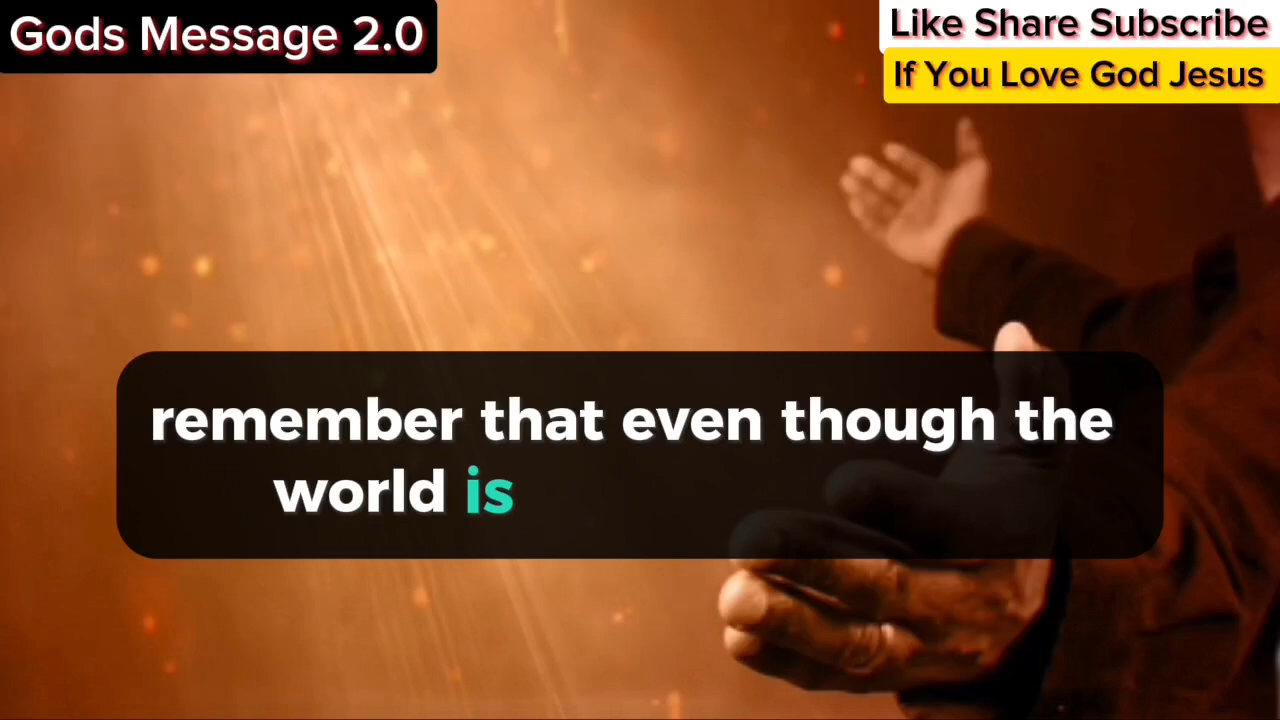 Gods Message 2.0
Like Share Subscribe
If You Love God Jesus
remember that even though the
world is